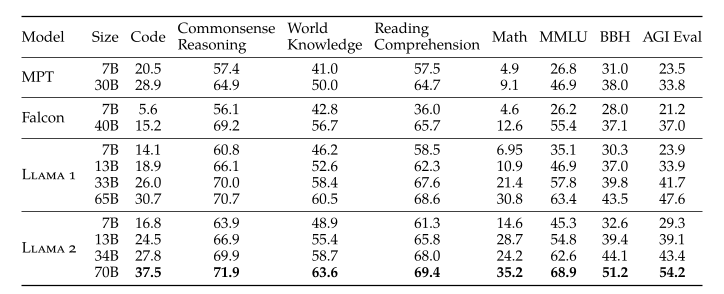 Model Size Code Commonsense Reasoning World Knowledge Reading Comprehension Math MMLU BBH AGI Eval
MPT 7B 20.5 57.4 41.0 57.5 4.9 26.8 31.0 23.5
30B 28.9 64.9 50.0 64.7 9.1 46.9 38.0 33.8
Falcon 7B 5.6 56.1 42.8 36.0 4.6 26.2 28.0 21.2
40B 15.2 69.2 56.7 65.7 12.6 55.4 37.1 37.0
Llama 1 7B 14.1 60.8 46.2 58.5 6.95 35.1 30.3 23.9
13B 18.9 66.1 52.6 62.3 10.9 46.9 37.0 33.9
33B 26.0 70.0 58.4 67.6 21.4 57.8 39.8 41.7
65B 30.7 70.7 60.5 68.6 30.8 63.4 43.5 47.6
Llama 2 7B 16.8 63.9 48.9 61.3 14.6 45.3 32.6 29.3
13B 24.5 66.9 55.4 65.8 28.7 54.8 39.4 39.1
34B 27.8 69.9 58.7 68.0 24.2 62.6 44.1 43.4
70B 37.5 71.9 63.6 69.4 35.2 68.9 51.2 54.2